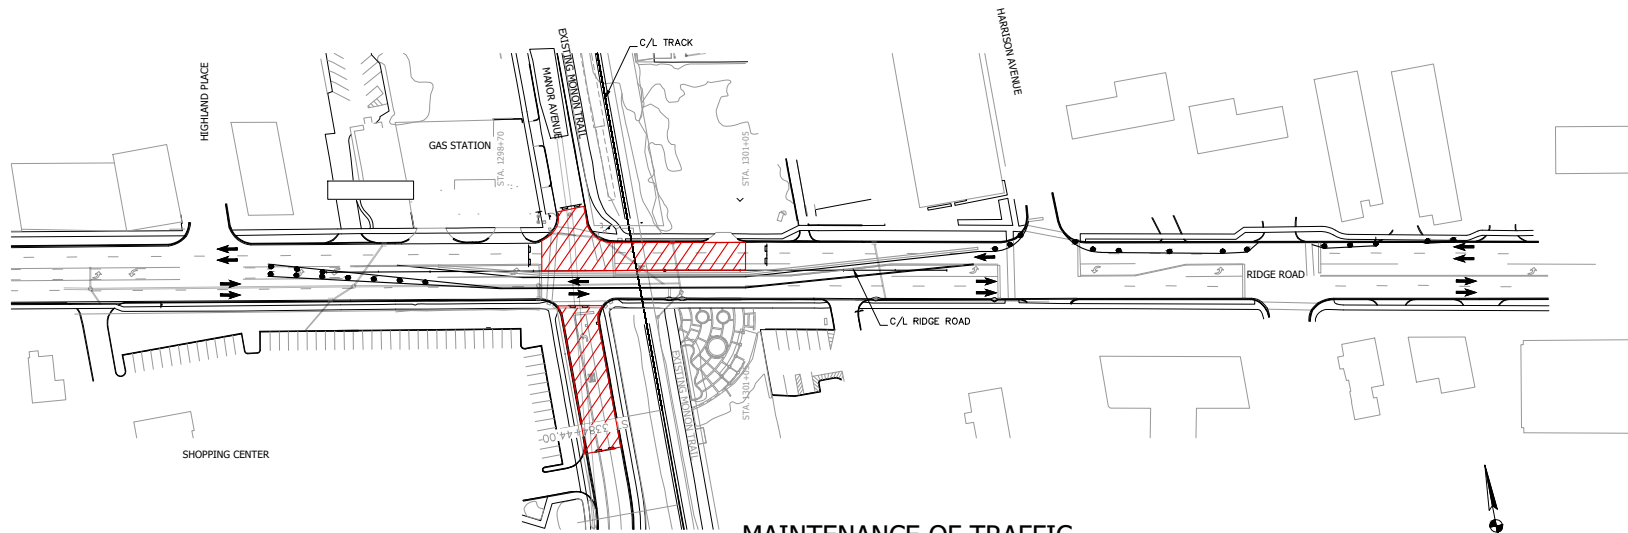 C/L TRACK
HIGHLAND PLACE
EXISTING MONON TRAIL
MANOR AVENUE
HARRISON AVENUE
GAS STATION
STA. 1298+70
STA. 1301+05
RIDGE ROAD
C/L RIDGE ROAD
EXISTING MONON TRAIL
STA. 1301+05
SHOPPING CENTER
MAINTENANCE OF TRAFFIC